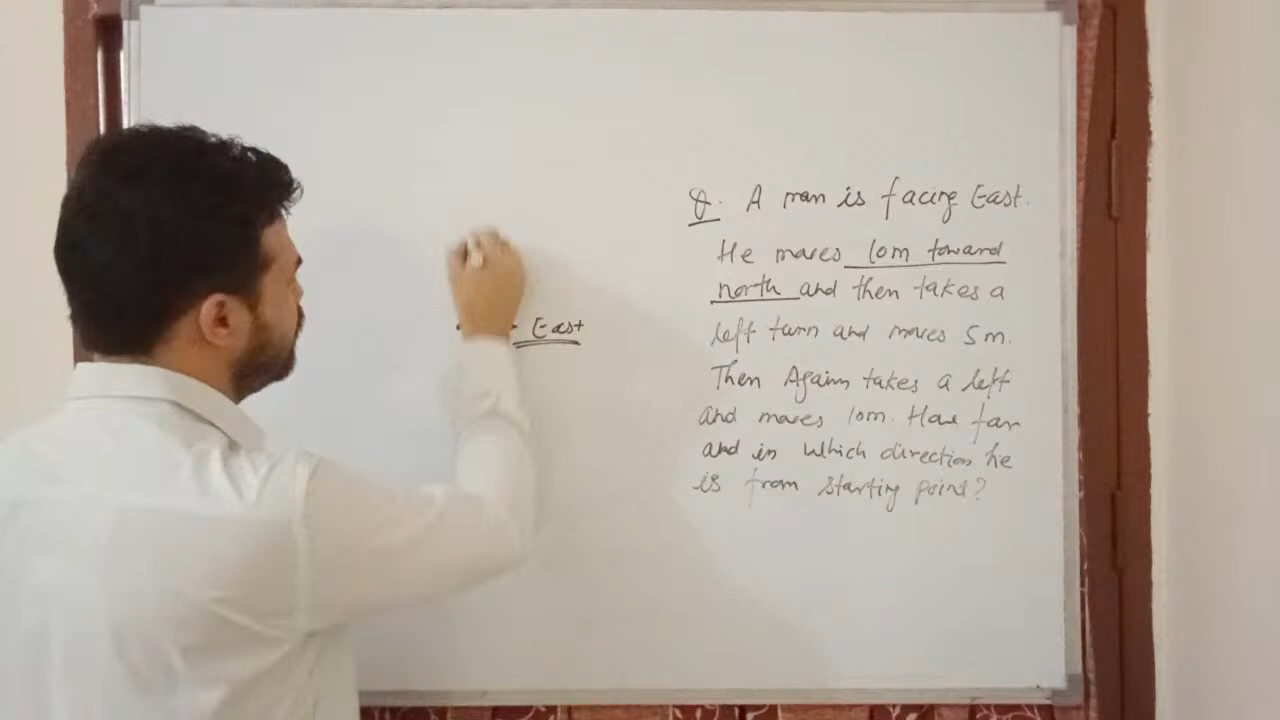 East
Q. A man is facing East.
He moves 10m toward
north and then takes a
left turn and moves 5m.
Then Again takes a left
and moves 10m. How far
and in which direction he
is from starting point?